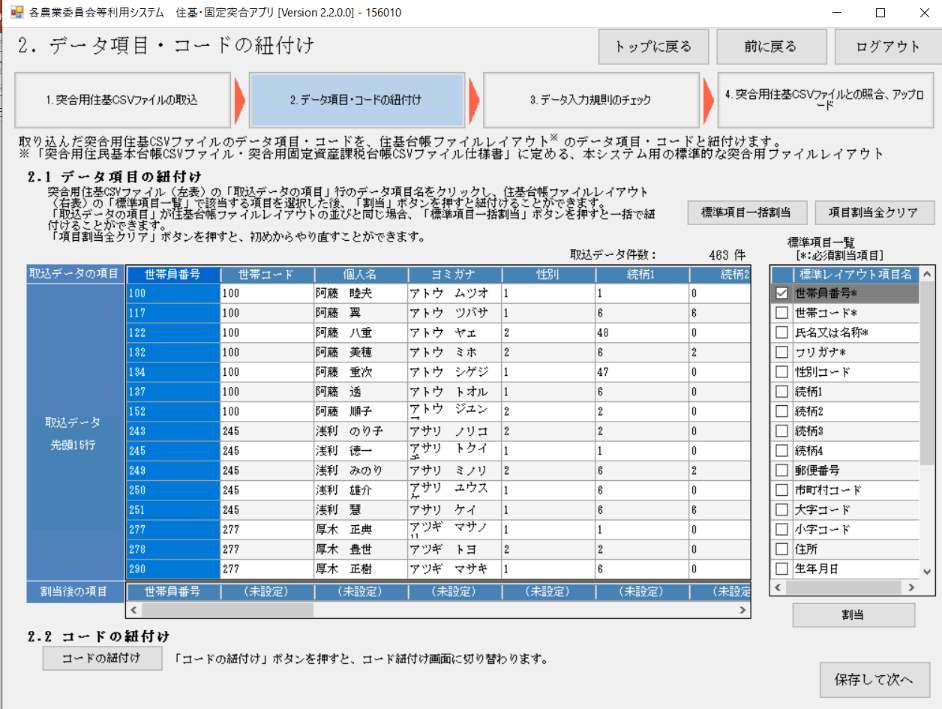 各農業委員会等利用システム　住基・固定突合アプリ [Version 2.2.0.0] - 156010
2. データ項目・コードの紐付け
トップに戻る 前に戻る ログアウト
1.突合用住基CSVファイルの取込 2.データ項目・コードの紐付け 3.データ入力規則のチェック 4.突合用住基CSVファイルとの照合、アップロード
取り込んだ突合用住基CSVファイルのデータ項目・コードを、住基台帳ファイルレイアウト※ のデータ項目・コードと紐付けます。
※「突合用住民基本台帳CSVファイル・突合用固定資産課税台帳CSVファイル仕様書」に定める、本システム用の標準的な突合用ファイルレイアウト
2.1 データ項目の紐付け
突合用住基CSVファイル（左表）の「取込データの項目」行のデータ項目名をクリックし、住基台帳ファイルレイアウト
（右表）の「標準項目一覧」で該当する項目を選択した後、「割当」ボタンを押すと紐付けることができます。
「取込データの項目」が住基台帳ファイルレイアウトの並びと同じ場合、「標準項目一括割当」ボタンを押すと一括で紐
付けることができます。
「項目割当全クリア」ボタンを押すと、初めからやり直すことができます。
標準項目一括割当 項目割当全クリア
取込データ件数： 463 件
標準項目一覧
[*:必須割当項目]
取込データの項目 世帯員番号 世帯コード 個人名 ヨミガナ 性別 続柄1 続柄2
100 100 阿藤　睦夫 アトウ　ムツオ 1 1 0
117 100 阿藤　翼 アトウ　ツバサ 1 6 6
122 100 阿藤　八重 アトウ　ヤエ 2 48 0
132 100 阿藤　美穂 アトウ　ミホ 2 6 2
134 100 阿藤　重次 アトウ　シゲジ 1 47 0
137 100 阿藤　透 アトウ　トオル 1 6 0
152 100 阿藤　順子 アトウ　ジュン 2 2 0
243 245 浅利　のり子 アサリ　ノリコ 2 2 0
245 245 浅利　徳一 アサリ　トクイ 1 1 0
249 245 浅利　みのり アサリ　ミノリ 2 6 2
250 245 浅利　雄介 アサリ　ユウス 1 6 0
251 245 浅利　慧 アサリ　ケイ 1 6 6
277 277 厚木　正典 アツギ　マサノ 1 1 0
278 277 厚木　豊世 アツギ　トヨ 2 2 0
280 277 厚木　正樹 アツギ　マサキ 1 6 0
取込データ
先頭15行
割当後の項目 世帯員番号 （未設定） （未設定） （未設定） （未設定） （未設定） （未設定
標準レイアウト項目名
世帯員番号*
世帯コード*
氏名又は名称*
フリガナ*
性別コード
続柄1
続柄2
続柄3
続柄4
郵便番号
市町村コード
大字コード
小字コード
住所
生年月日
割当
2.2 コードの紐付け
コードの紐付け 「コードの紐付け」ボタンを押すと、コード紐付け画面に切り替わります。
保存して次へ